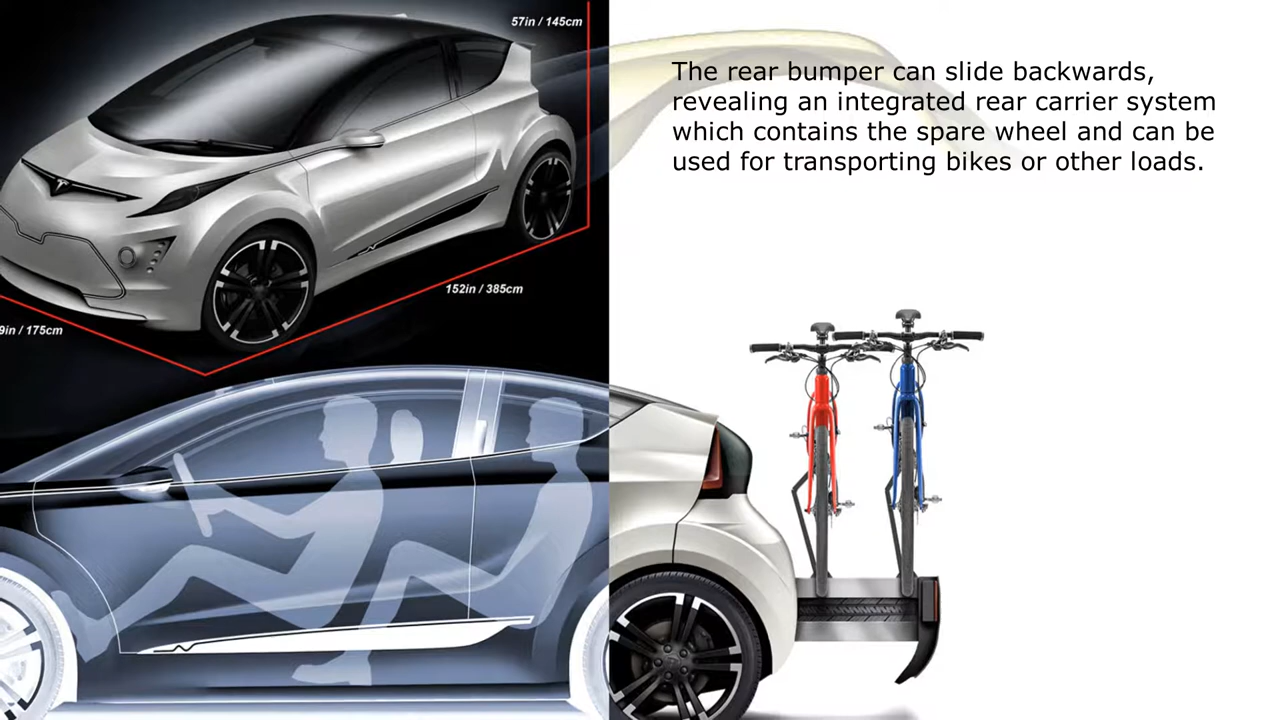 57in / 145cm
The rear bumper can slide backwards,
revealing an integrated rear carrier system
which contains the spare wheel and can be
used for transporting bikes or other loads.
152in / 385cm
9in / 175cm